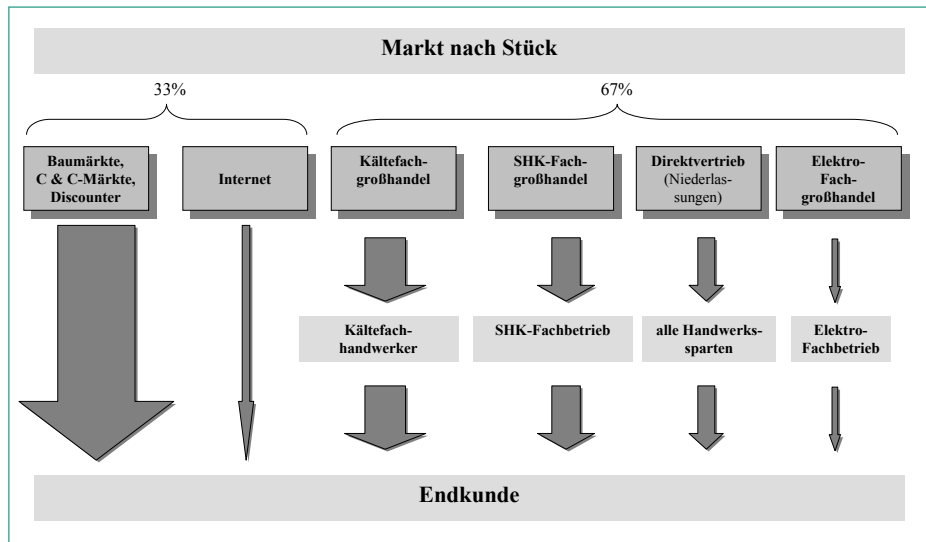 Markt nach Stück
33%
67%
Baumärkte,
C & C-Märkte,
Discounter
Internet
Kältefach-
großhandel
SHK-Fach-
großhandel
Direktvertrieb
(Niederlas-
sungen)
Elektro-
Fach-
großhandel
Kältefach-
handwerker
SHK-Fachbetrieb
alle Handwerks-
sparten
Elektro-
Fachbetrieb
Endkunde